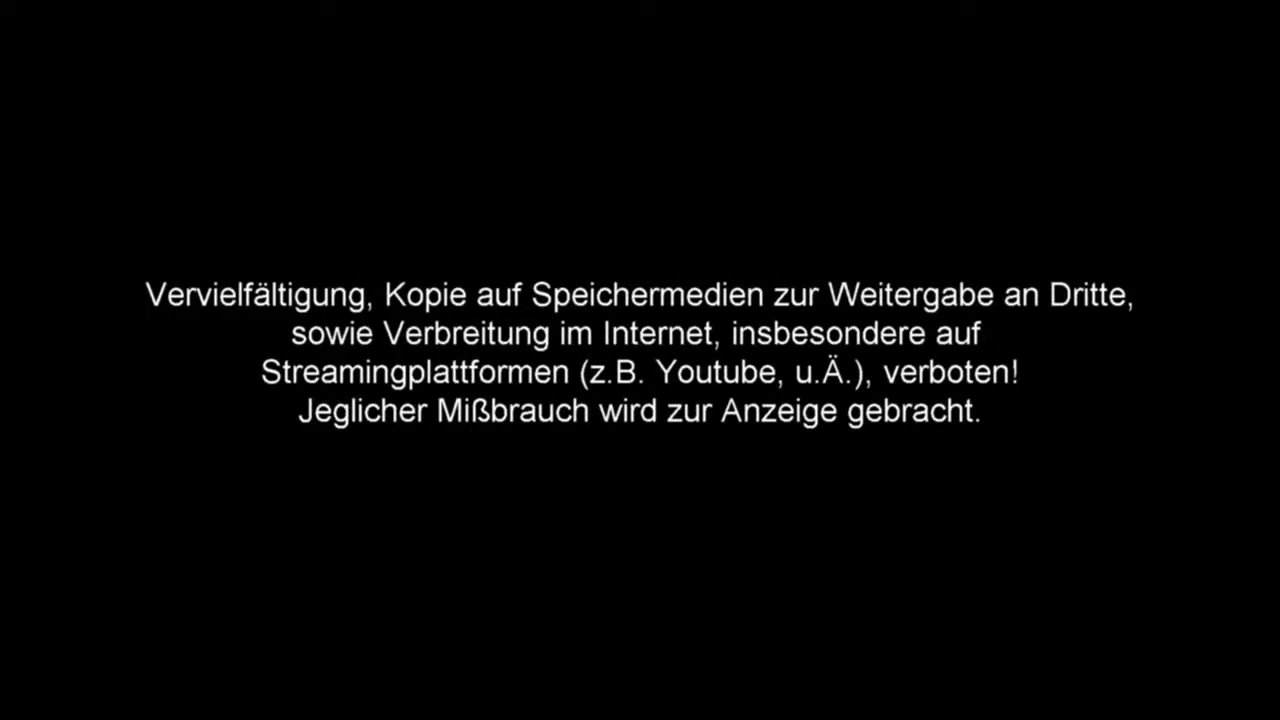 Vervielfältigung, Kopie auf Speichermedien zur Weitergabe an Dritte,
sowie Verbreitung im Internet, insbesondere auf
Streamingplattformen (z.B. Youtube, u.Ä.), verboten!
Jeglicher Mißbrauch wird zur Anzeige gebracht.